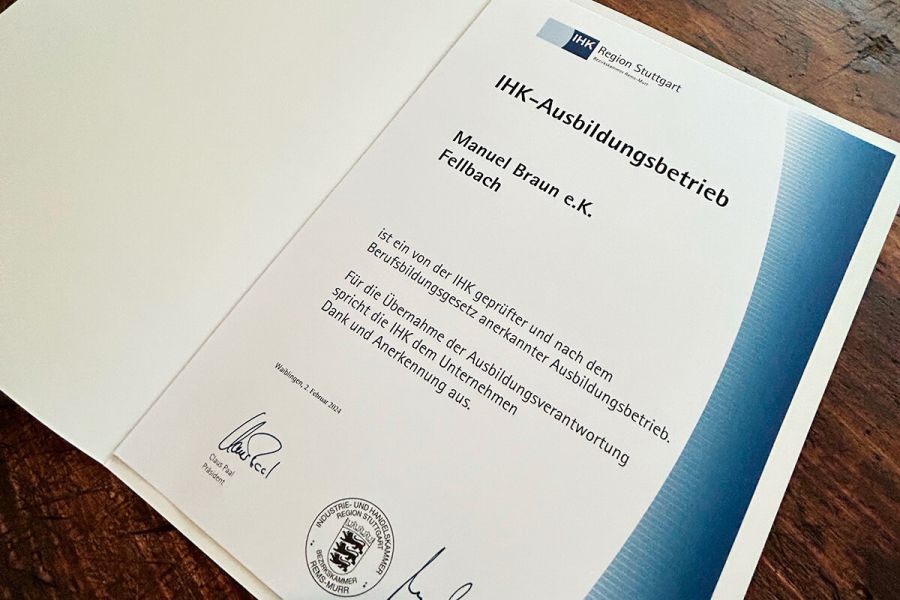 IHK Region Stuttgart
Bezirkskammer Rems-Murr
IHK-Ausbildungsbetrieb
Manuel Braun e.K.
Fellbach
ist ein von der IHK geprüfter und nach dem
Berufsbildungsgesetz anerkannter Ausbildungsbetrieb.
Für die Übernahme der Ausbildungsverantwortung
spricht die IHK dem Unternehmen
Dank und Anerkennung aus.
Waiblingen, 2. Februar 2024
Claus Paal
Claus Paal
Präsident
INDUSTRIE- UND HANDELSKAMMER
REGION STUTTGART
BEZIRKSKAMMER
REMS-MURR